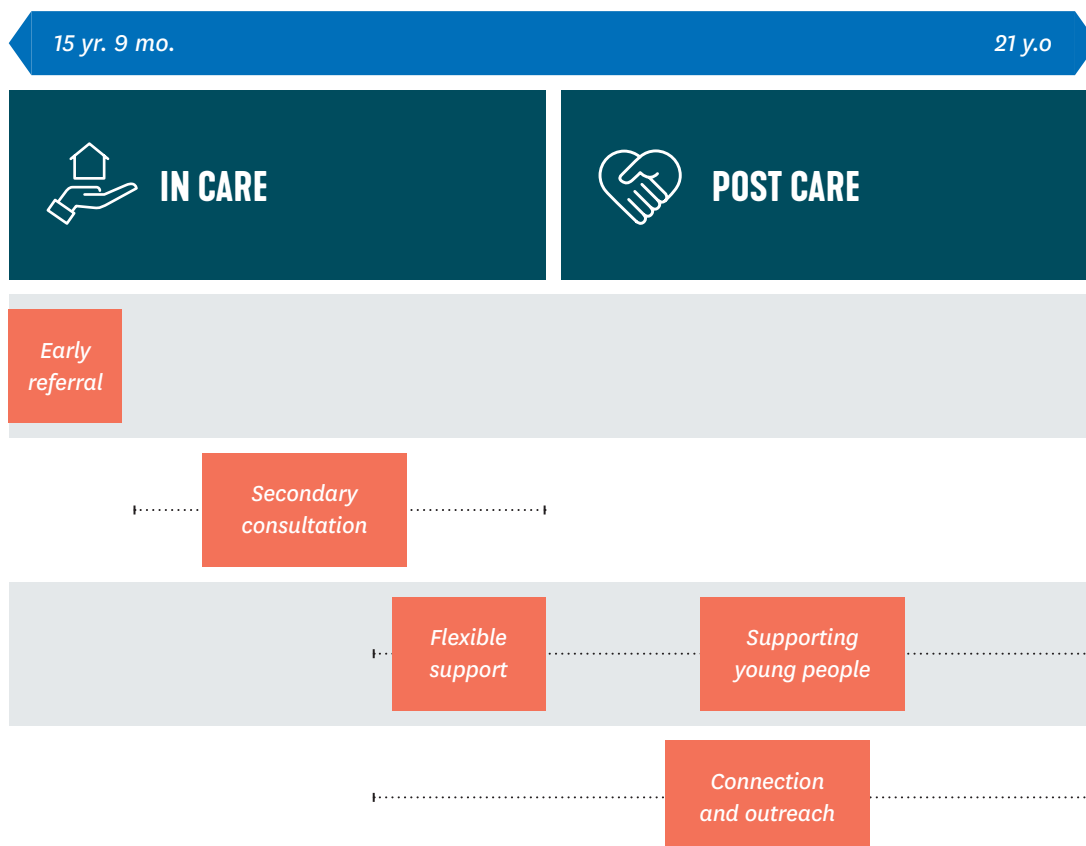 15 yr. 9 mo.
21 y.o
IN CARE
POST CARE
Early
referral
Secondary
consultation
Flexible
support
Supporting
young people
Connection
and outreach